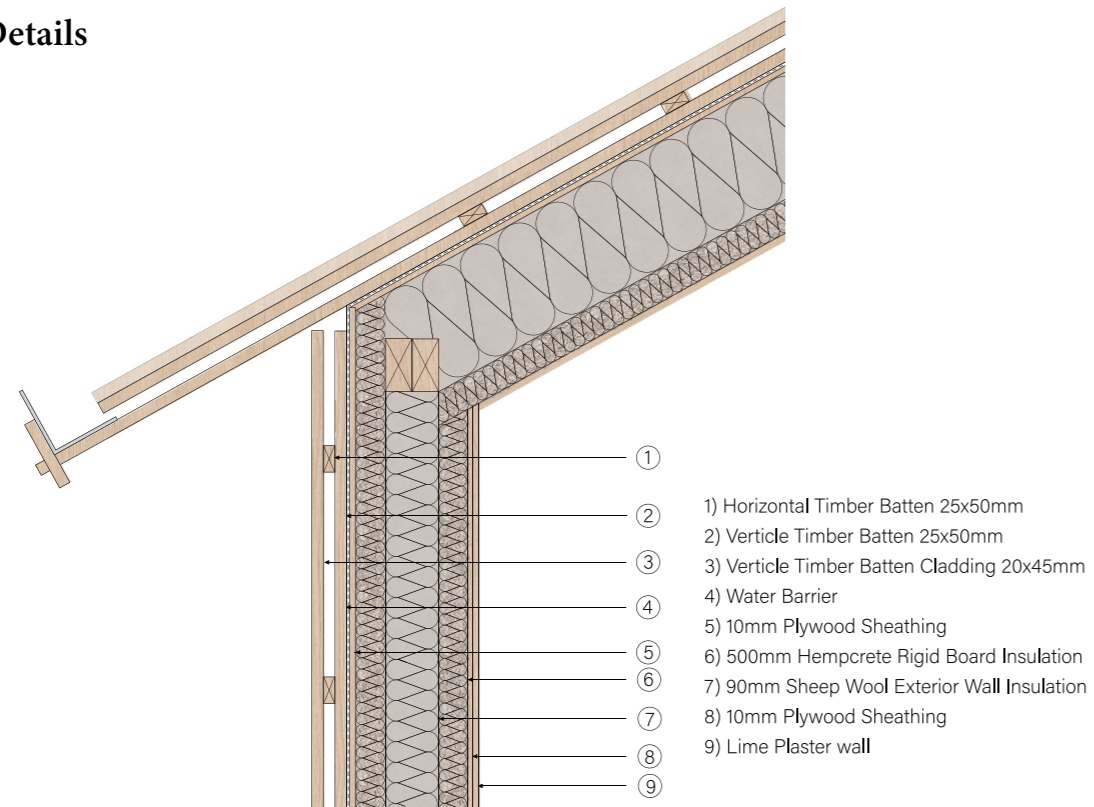 Details
①
②
③
④
⑤
⑥
⑦
⑧
⑨
1) Horizontal Timber Batten 25x50mm
2) Verticle Timber Batten 25x50mm
3) Verticle Timber Batten Cladding 20x45mm
4) Water Barrier
5) 10mm Plywood Sheathing
6) 500mm Hempcrete Rigid Board Insulation
7) 90mm Sheep Wool Exterior Wall Insulation
8) 10mm Plywood Sheathing
9) Lime Plaster wall